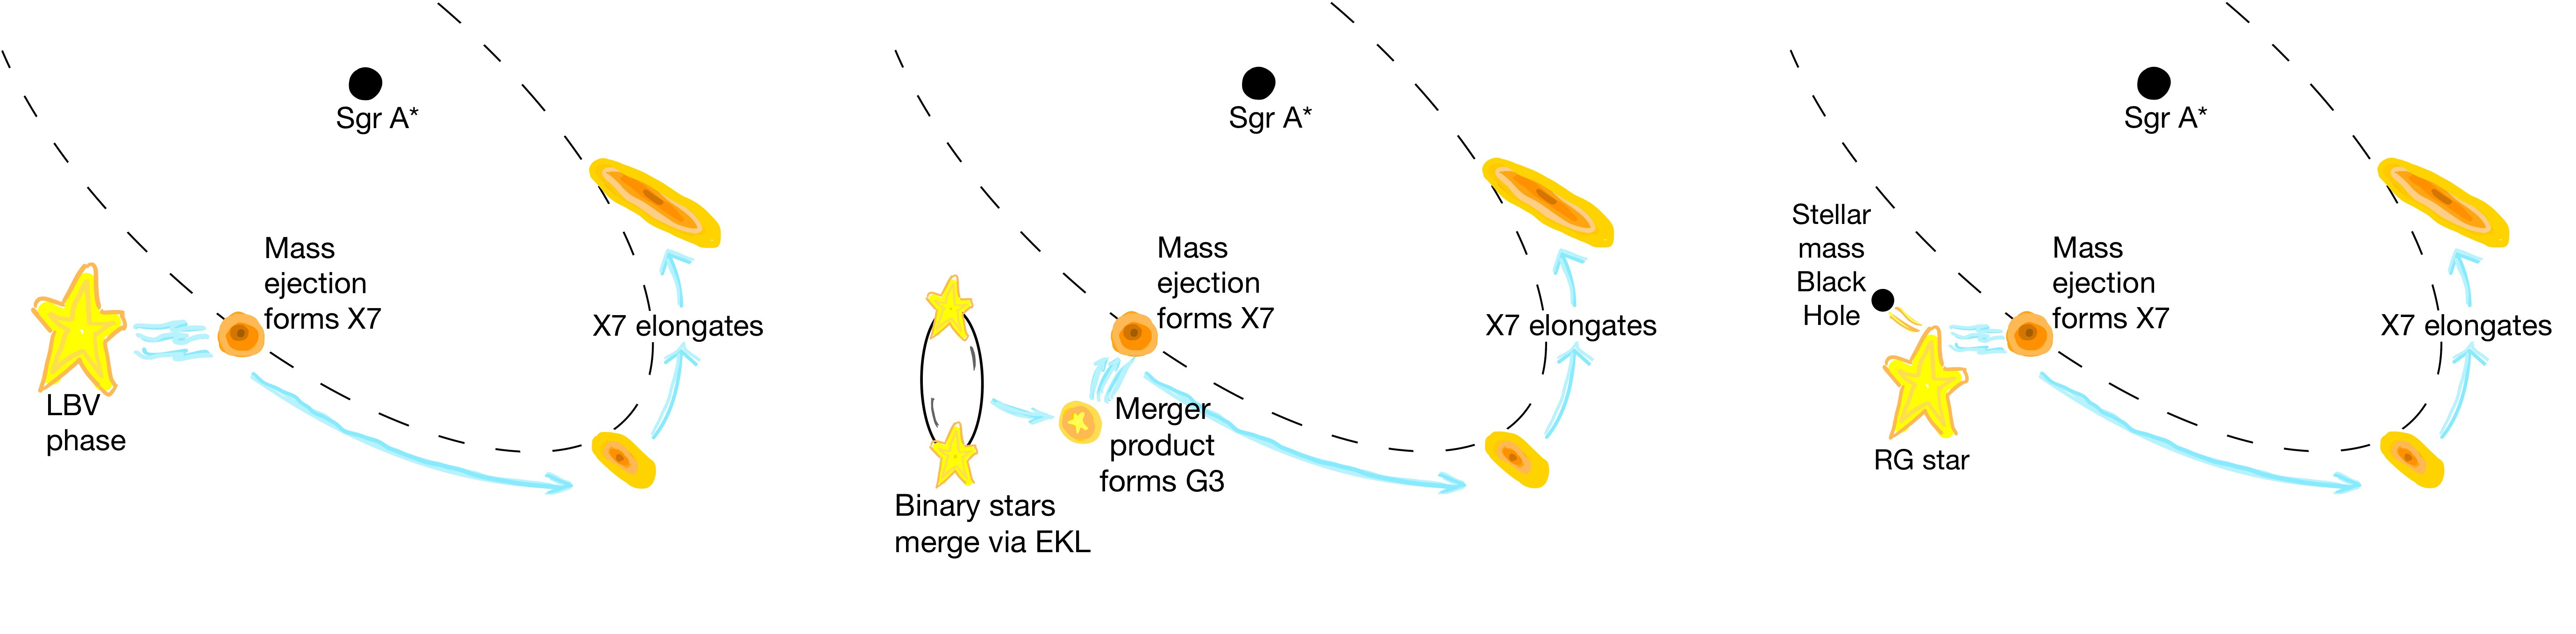 Sgr A*
Mass
ejection
forms X7
LBV
phase
X7 elongates
Sgr A*
Mass
ejection
forms X7
X7 elongates
Merger
product
forms G3
Binary stars
merge via EKL
Sgr A*
Stellar
mass
Black
Hole
Mass
ejection
forms X7
X7 elongates
RG star